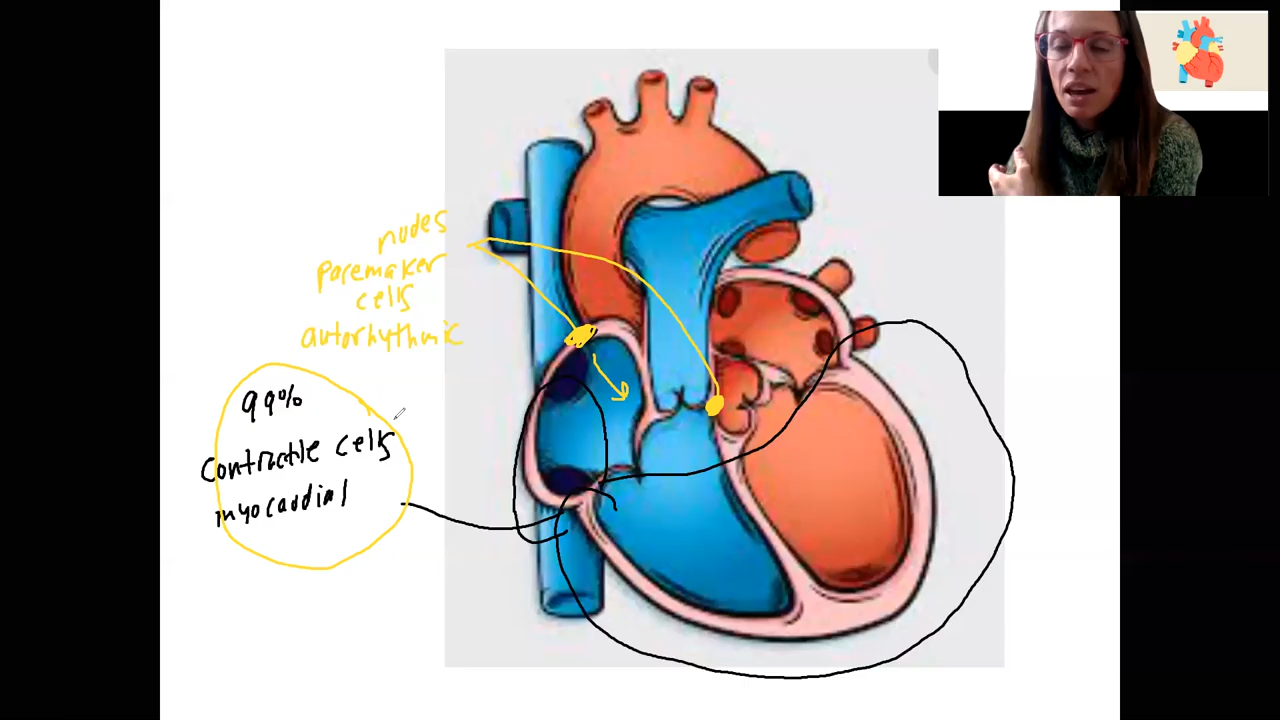 nodes
pacemaker
cells
autorhythmic
99%
Contractile cells
myocardial